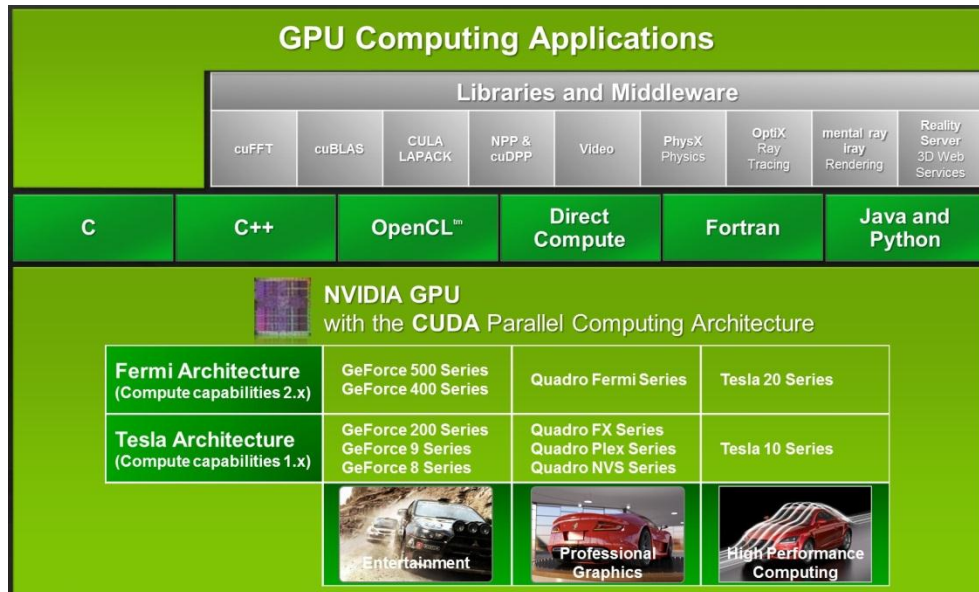 GPU Computing Applications
Libraries and Middleware
cuFFT
cuBLAS
CULA
LAPACK
NPP &
cuDPP
Video
PhysX
Physics
OptiX
Ray
Tracing
mental ray
iray
Rendering
Reality
Server
3D Web
Services
C
C++
OpenCL™
Direct
Compute
Fortran
Java and
Python
NVIDIA GPU
with the CUDA Parallel Computing Architecture
Fermi Architecture
(Compute capabilities 2.x)
GeForce 500 Series
GeForce 400 Series
Quadro Fermi Series
Tesla 20 Series
Tesla Architecture
(Compute capabilities 1.x)
GeForce 200 Series
GeForce 9 Series
GeForce 8 Series
Quadro FX Series
Quadro Plex Series
Quadro NVS Series
Tesla 10 Series
Entertainment
Professional
Graphics
High Performance
Computing